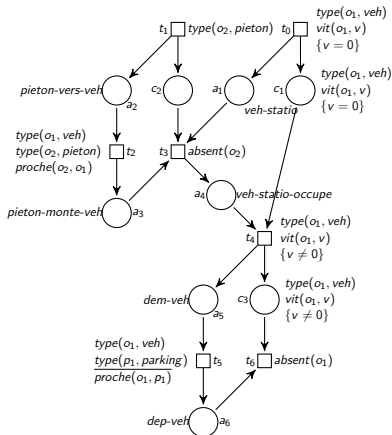 type(o₁, veh)
t₁ type(o₂, pieton) t₀ vit(o₁, v)
{v = 0}
type(o₁, veh)
pieton-vers-veh c₂ a₁ c₁ vit(o₁, v)
a₂ veh-statio {v = 0}
type(o₁, veh)
type(o₂, pieton) t₂ t₃ absent(o₂)
proche(o₂, o₁)
a₄ veh-statio-occupe
pieton-monte-veh a₃
type(o₁, veh)
t₄ vit(o₁, v)
{v ≠ 0}
type(o₁, veh)
dem-veh c₃ vit(o₁, v)
a₅ {v ≠ 0}
type(o₁, veh)
type(p₁, parking) t₅ t₆ absent(o₁)
proche(o₁, p₁)
dep-veh a₆